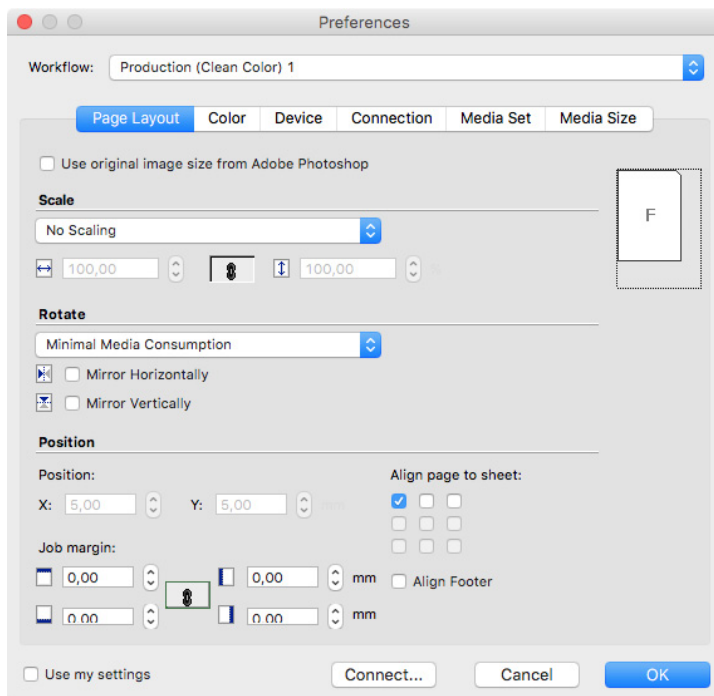 Preferences
Workflow: Production (Clean Color) 1
Page Layout Color Device Connection Media Set Media Size
Use original image size from Adobe Photoshop
Scale
F
No Scaling
100,00 100,00
Rotate
Minimal Media Consumption
Mirror Horizontally
Mirror Vertically
Position
Position: Align page to sheet:
X: 5,00 Y: 5,00 mm
Job margin:
0,00 0,00 mm Align Footer
0,00 0,00 mm
Use my settings Connect... Cancel OK